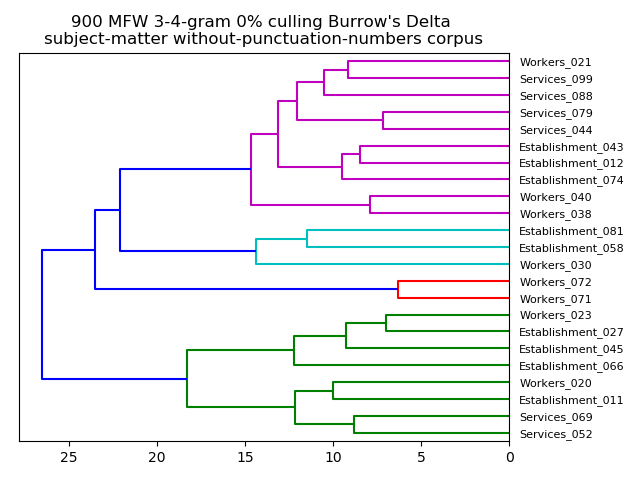 900 MFW 3-4-gram 0% culling Burrow's Delta
subject-matter without-punctuation-numbers corpus
Workers_021
Services_099
Services_088
Services_079
Services_044
Establishment_043
Establishment_012
Establishment_074
Workers_040
Workers_038
Establishment_081
Establishment_058
Workers_030
Workers_072
Workers_071
Workers_023
Establishment_027
Establishment_045
Establishment_066
Workers_020
Establishment_011
Services_069
Services_052
25 20 15 10 5 0